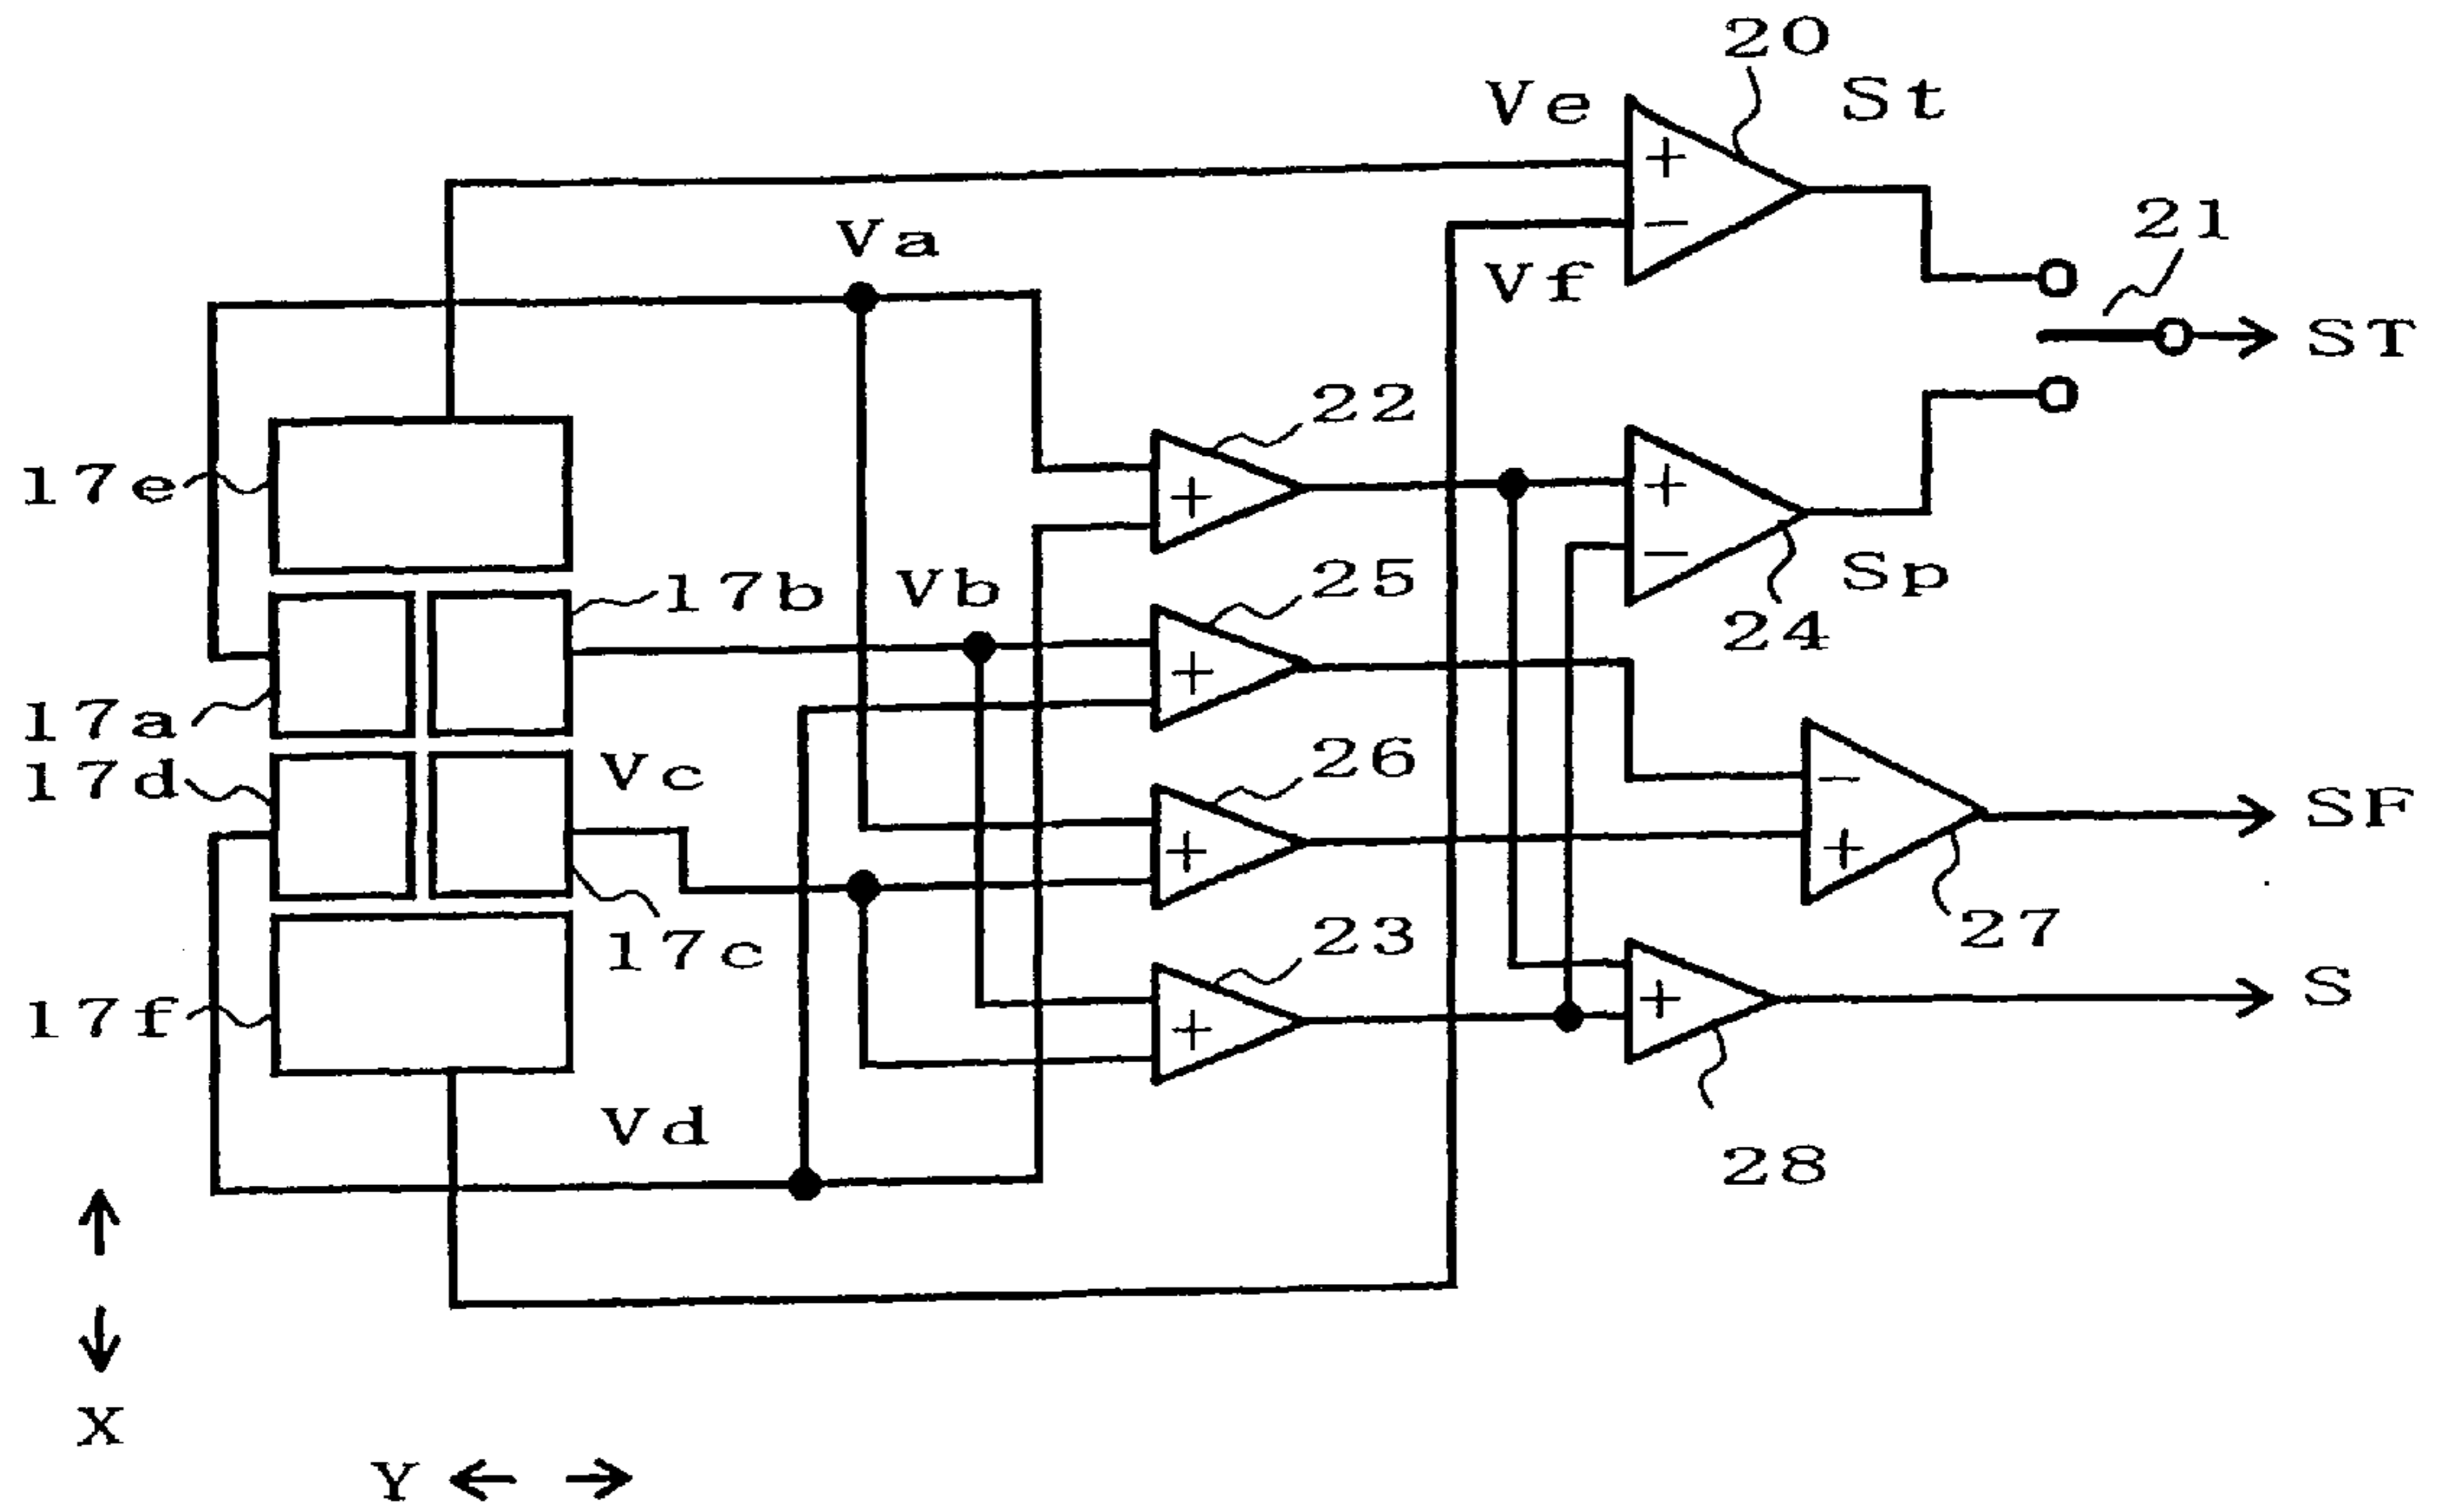 20
Ve
St
+
21
Va
−
Vf
ST
22
17e
+
+
25
−
17b
Vb
Sp
24
+
17a
26
17d
Vc
−
SF
+
+
23
27
17c
S
17f
+
+
Vd
28
X
Y